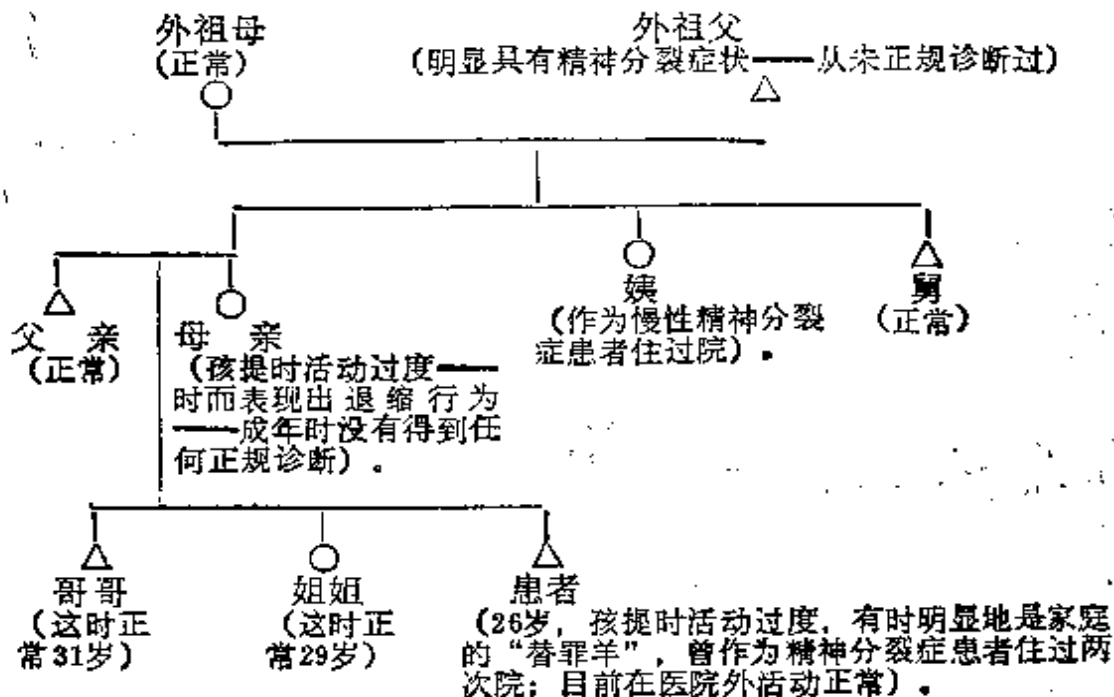 外祖母
(正常)
外祖父
(明显具有精神分裂症状——从未正规诊断过)
父 亲
(正常)
母 亲
(孩提时活动过度——
时而表现出退缩行为
——成年时没有得到任
何正规诊断)。
姨
(作为慢性精神分裂
症患者住过院)。
舅
(正常)
哥哥
(这时正
常31岁)
姐姐
(这时正
常29岁)
患者
(26岁,孩提时活动过度,有时明显地是家庭
的“替罪羊”,曾作为精神分裂症患者住过两
次院;目前在医院外活动正常)。